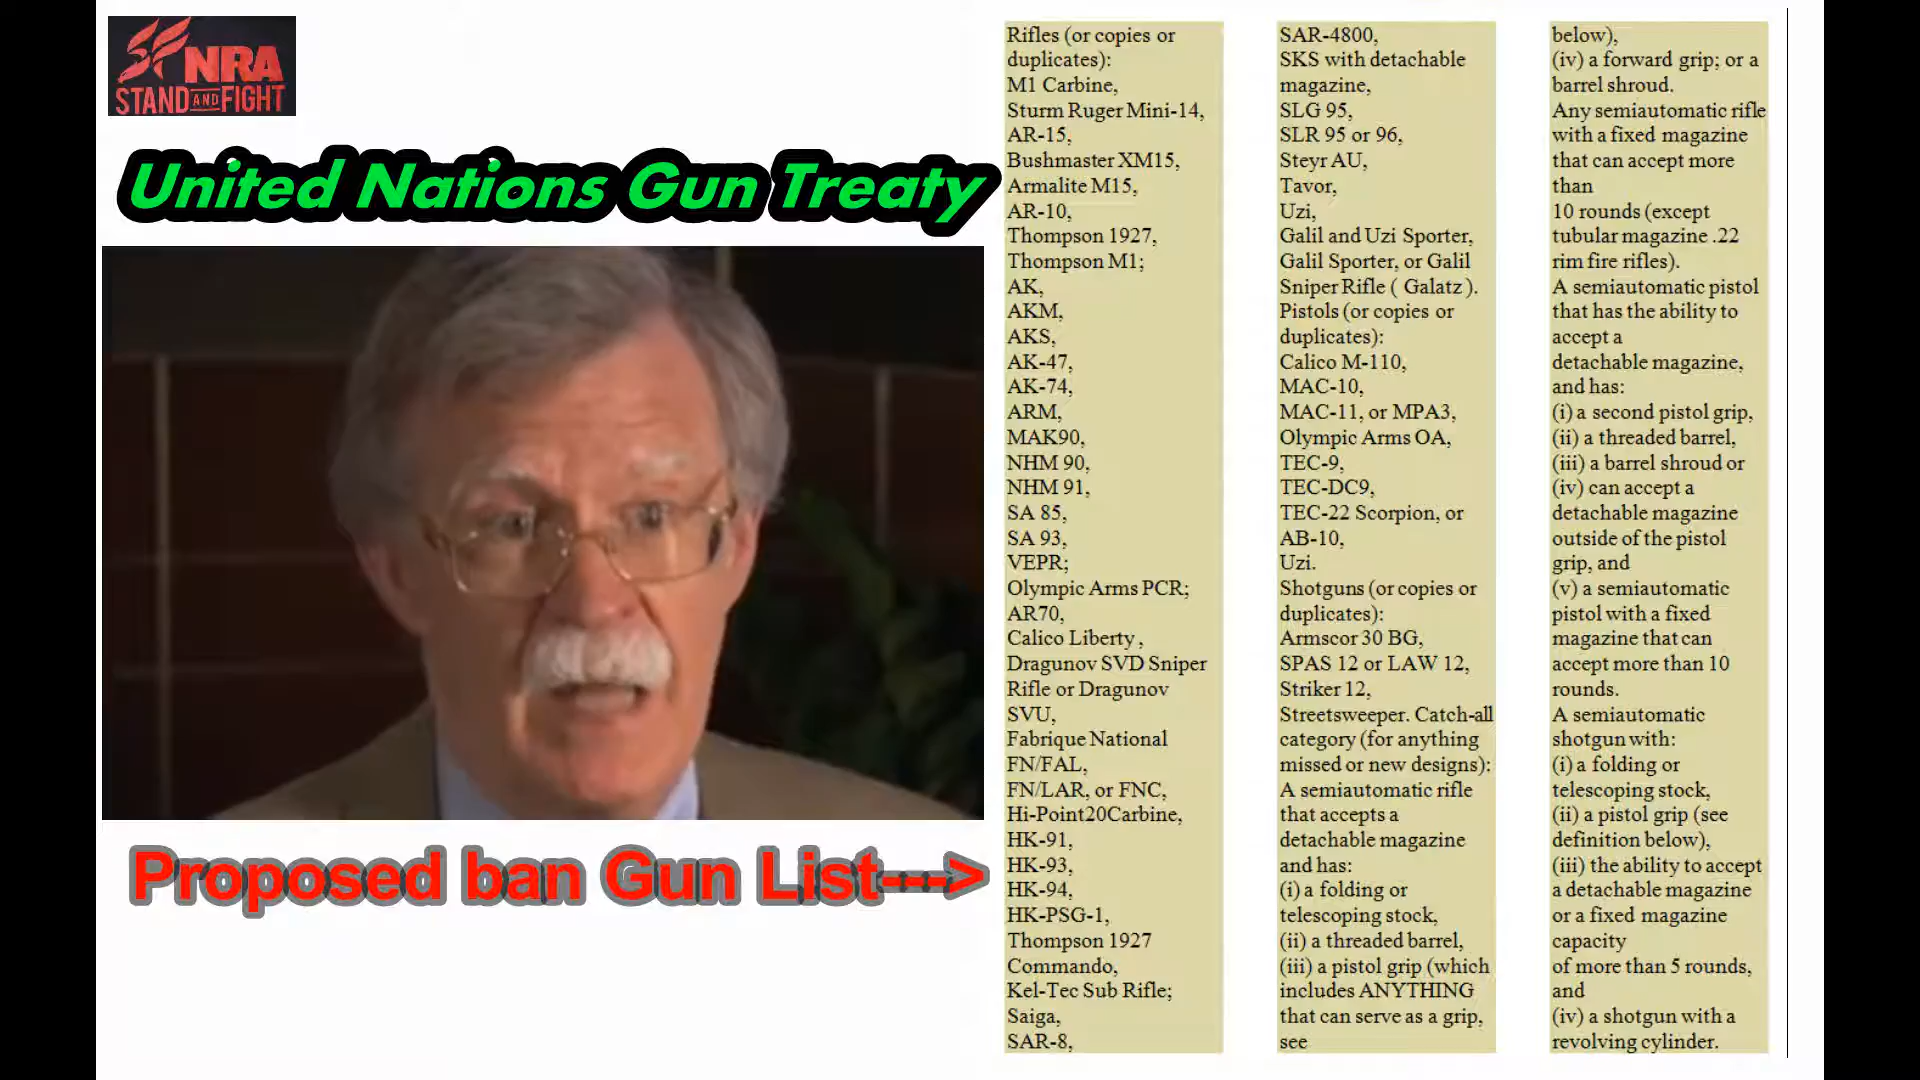 NRA
STAND AND FIGHT
United Nations Gun Treaty
Proposed ban Gun List--->
Rifles (or copies or
duplicates):
M1 Carbine,
Sturm Ruger Mini-14,
AR-15,
Bushmaster XM15,
Armalite M15,
AR-10,
Thompson 1927,
Thompson M1;
AK,
AKM,
AKS,
AK-47,
AK-74,
ARM,
MAK90,
NHM 90,
NHM 91,
SA 85,
SA 93,
VEPR;
Olympic Arms PCR;
AR70,
Calico Liberty ,
Dragunov SVD Sniper
Rifle or Dragunov
SVU,
Fabrique National
FN/FAL,
FN/LAR, or FNC,
Hi-Point20Carbine,
HK-91,
HK-93,
HK-94,
HK-PSG-1,
Thompson 1927
Commando,
Kel-Tec Sub Rifle;
Saiga,
SAR-8,
SAR-4800,
SKS with detachable
magazine,
SLG 95,
SLR 95 or 96,
Steyr AU,
Tavor,
Uzi,
Galil and Uzi Sporter,
Galil Sporter, or Galil
Sniper Rifle ( Galatz ).
Pistols (or copies or
duplicates):
Calico M-110,
MAC-10,
MAC-11, or MPA3,
Olympic Arms OA,
TEC-9,
TEC-DC9,
TEC-22 Scorpion, or
AB-10,
Uzi.
Shotguns (or copies or
duplicates):
Armscor 30 BG,
SPAS 12 or LAW 12,
Striker 12,
Streetsweeper. Catch-all
category (for anything
missed or new designs):
A semiautomatic rifle
that accepts a
detachable magazine
and has:
(i) a folding or
telescoping stock,
(ii) a threaded barrel,
(iii) a pistol grip (which
includes ANYTHING
that can serve as a grip,
see
below),
(iv) a forward grip; or a
barrel shroud.
Any semiautomatic rifle
with a fixed magazine
that can accept more
than
10 rounds (except
tubular magazine .22
rim fire rifles).
A semiautomatic pistol
that has the ability to
accept a
detachable magazine,
and has:
(i) a second pistol grip,
(ii) a threaded barrel,
(iii) a barrel shroud or
(iv) can accept a
detachable magazine
outside of the pistol
grip, and
(v) a semiautomatic
pistol with a fixed
magazine that can
accept more than 10
rounds.
A semiautomatic
shotgun with:
(i) a folding or
telescoping stock,
(ii) a pistol grip (see
definition below),
(iii) the ability to accept
a detachable magazine
or a fixed magazine
capacity
of more than 5 rounds,
and
(iv) a shotgun with a
revolving cylinder.